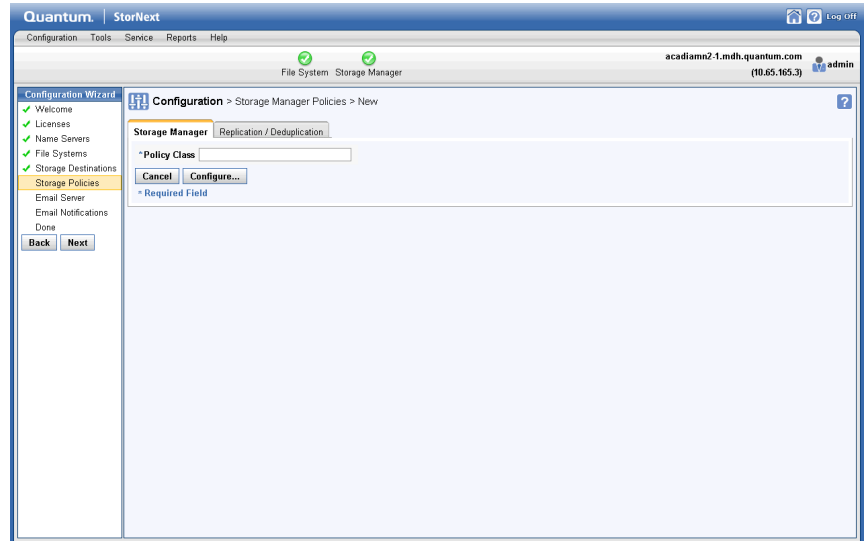 Quantum. | StorNext
Log Off
Configuration Tools Service Reports Help
File System Storage Manager
acadiamn2-1.mdh.quantum.com
(10.65.165.3)
admin
Configuration Wizard
Welcome
Licenses
Name Servers
File Systems
Storage Destinations
Storage Policies
Email Server
Email Notifications
Done
Back Next
Configuration > Storage Manager Policies > New
?
Storage Manager Replication / Deduplication
*Policy Class
Cancel Configure...
* Required Field